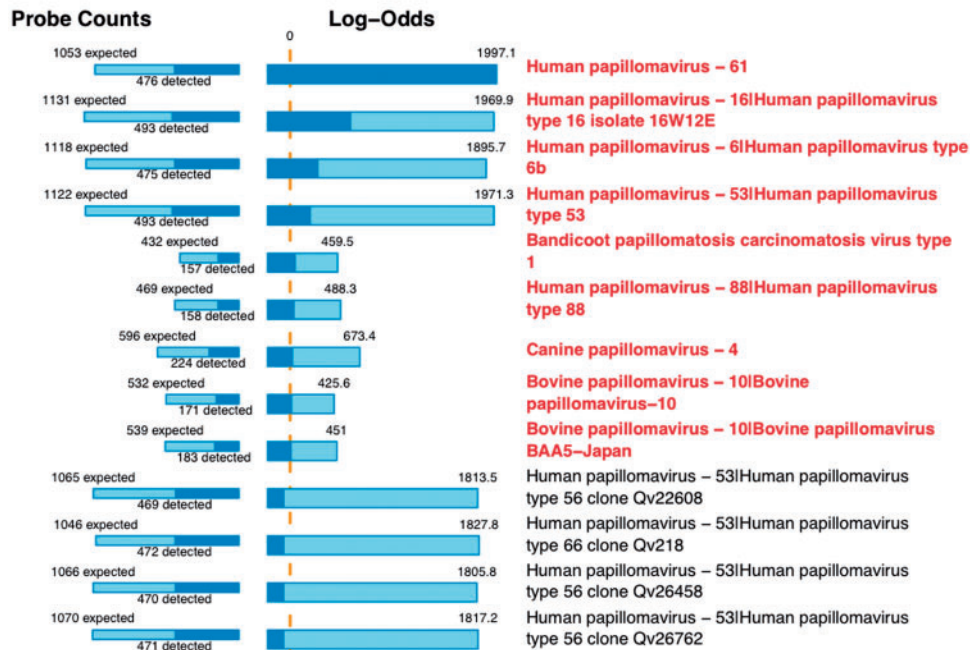 Probe Counts
Log–Odds
0
1053 expected
476 detected
1997.1
Human papillomavirus – 61
1131 expected
493 detected
1969.9
Human papillomavirus – 16|Human papillomavirus
type 16 isolate 16W12E
1118 expected
475 detected
1895.7
Human papillomavirus – 6|Human papillomavirus type
6b
1122 expected
493 detected
1971.3
Human papillomavirus – 53|Human papillomavirus
type 53
432 expected
157 detected
459.5
Bandicoot papillomatosis carcinomatosis virus type
1
469 expected
158 detected
488.3
Human papillomavirus – 88|Human papillomavirus
type 88
596 expected
224 detected
673.4
Canine papillomavirus – 4
532 expected
171 detected
425.6
Bovine papillomavirus – 10|Bovine
papillomavirus–10
539 expected
183 detected
451
Bovine papillomavirus – 10|Bovine papillomavirus
BAA5–Japan
1065 expected
469 detected
1813.5
Human papillomavirus – 53|Human papillomavirus
type 56 clone Qv22608
1046 expected
472 detected
1827.8
Human papillomavirus – 53|Human papillomavirus
type 66 clone Qv218
1066 expected
470 detected
1805.8
Human papillomavirus – 53|Human papillomavirus
type 56 clone Qv26458
1070 expected
471 detected
1817.2
Human papillomavirus – 53|Human papillomavirus
type 56 clone Qv26762